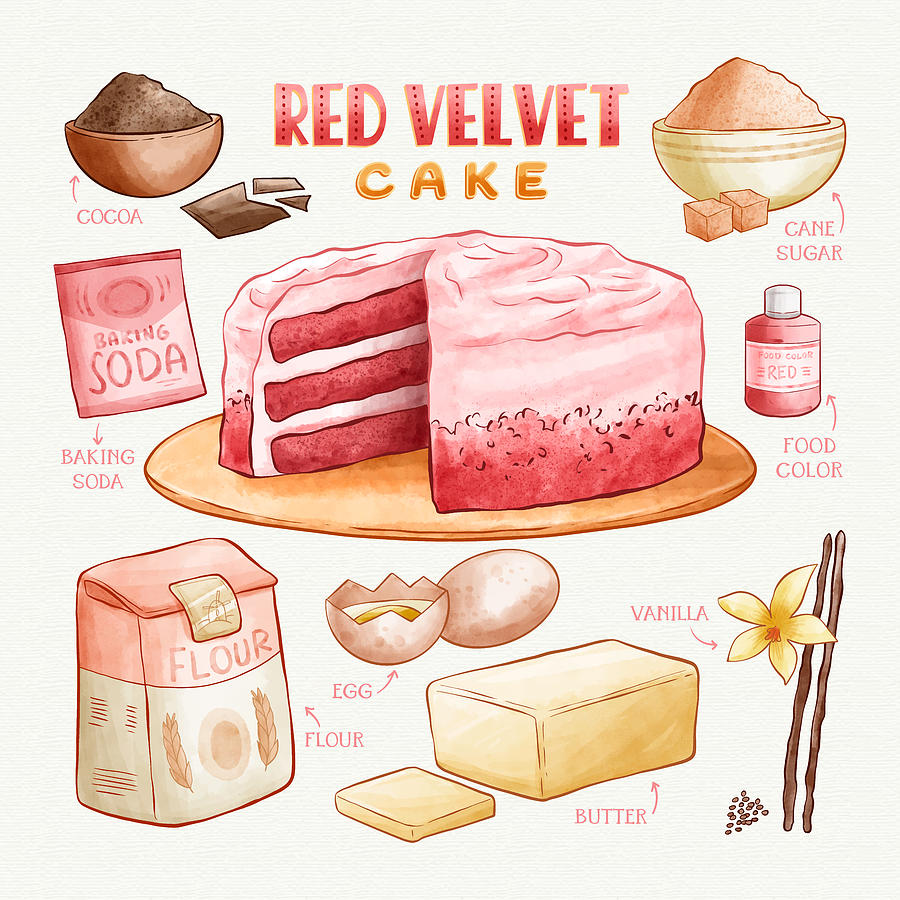 RED VELVET
CAKE
COCOA
CANE
SUGAR
BAKING
SODA
BAKING
SODA
FOOD COLOR
RED
FOOD
COLOR
FLOUR
FLOUR
EGG
VANILLA
BUTTER